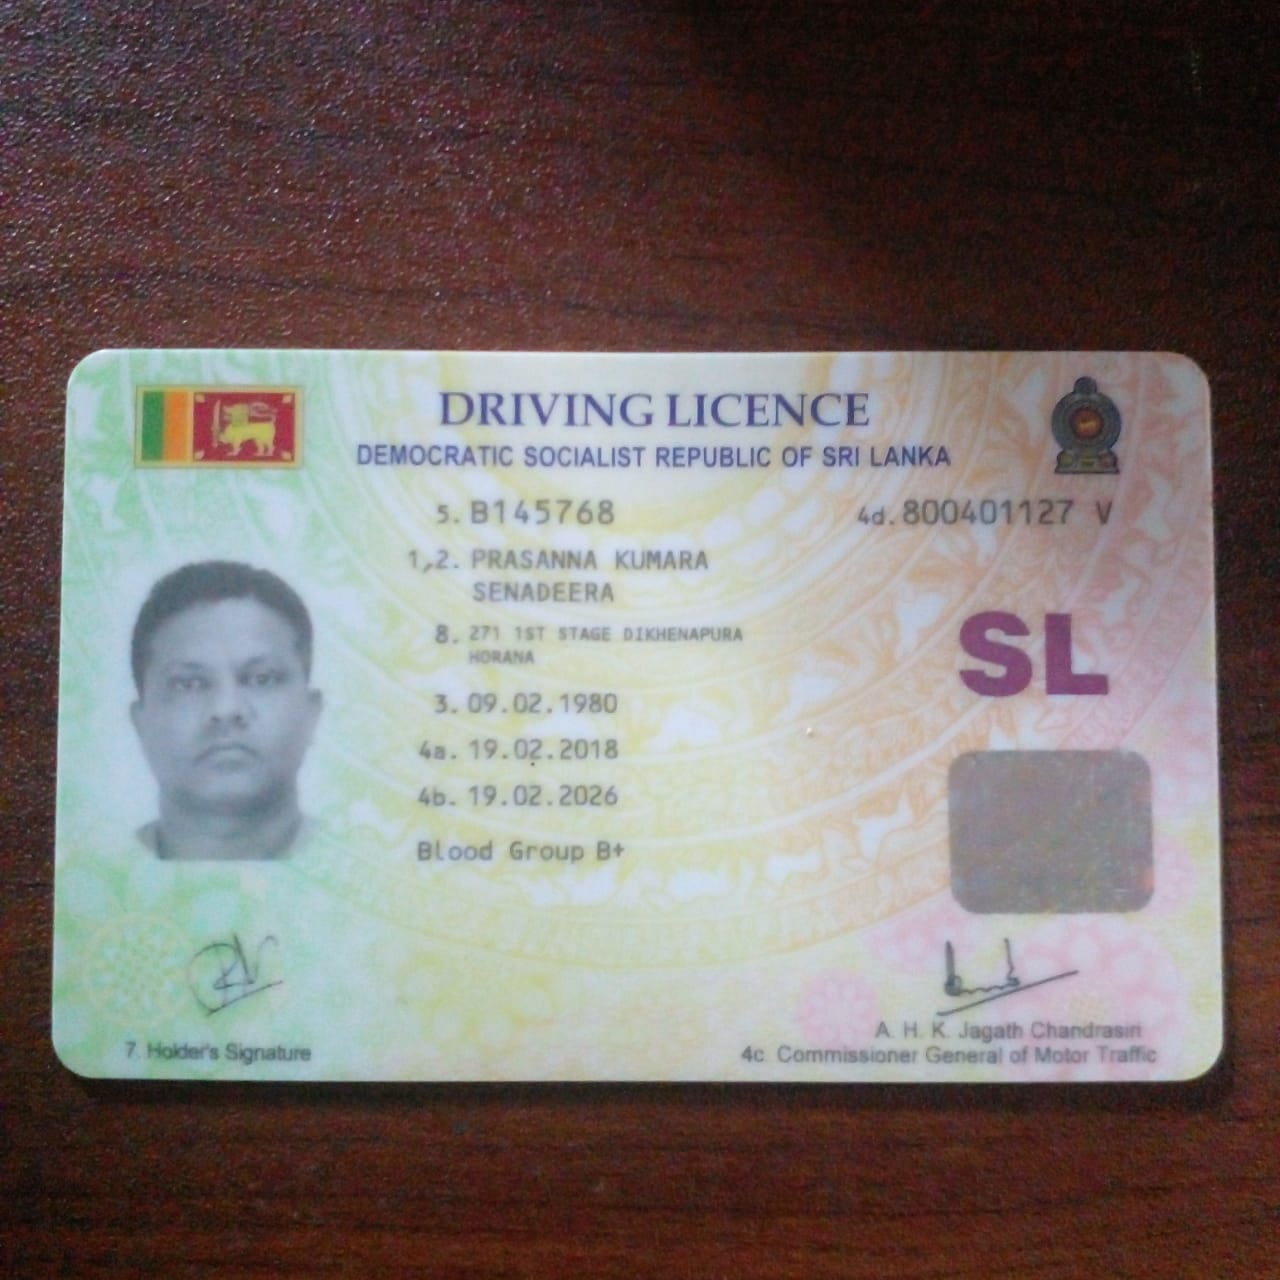 DRIVING LICENCE
DEMOCRATIC SOCIALIST REPUBLIC OF SRI LANKA
5. B145768 4d. 800401127 V
1,2. PRASANNA KUMARA
SENADEERA
8. 271 1ST STAGE DIKHENAPURA
HORANA
SL
3. 09.02.1980
4a. 19.02.2018
4b. 19.02.2026
Blood Group B+
7. Holder's Signature
A. H. K. Jagath Chandrasiri
4c. Commissioner General of Motor Traffic